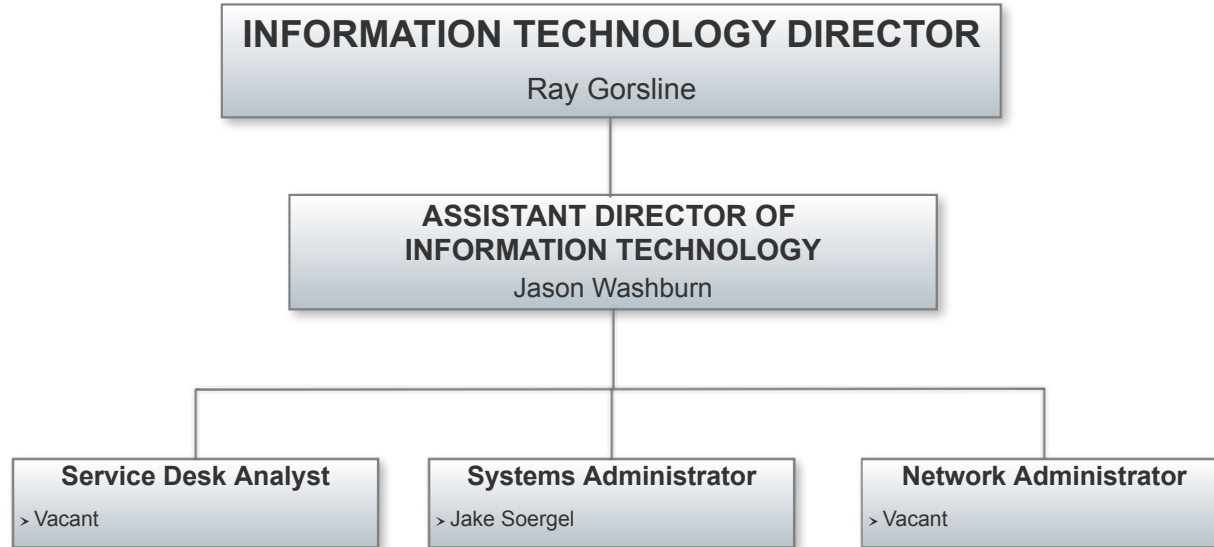 INFORMATION TECHNOLOGY DIRECTOR
Ray Gorsline
ASSISTANT DIRECTOR OF
INFORMATION TECHNOLOGY
Jason Washburn
Service Desk Analyst
> Vacant
Systems Administrator
> Jake Soergel
Network Administrator
> Vacant